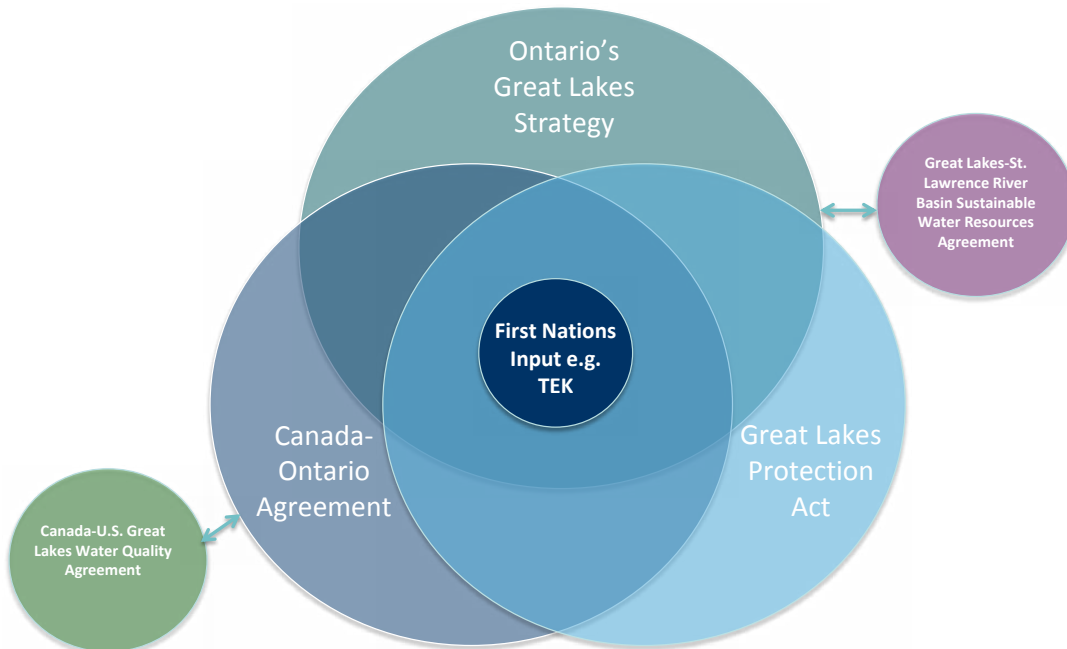 Ontario’s
Great Lakes
Strategy
Great Lakes-St.
Lawrence River
Basin Sustainable
Water Resources
Agreement
First Nations
Input e.g.
TEK
Canada-
Ontario
Agreement
Great Lakes
Protection
Act
Canada-U.S. Great
Lakes Water Quality
Agreement